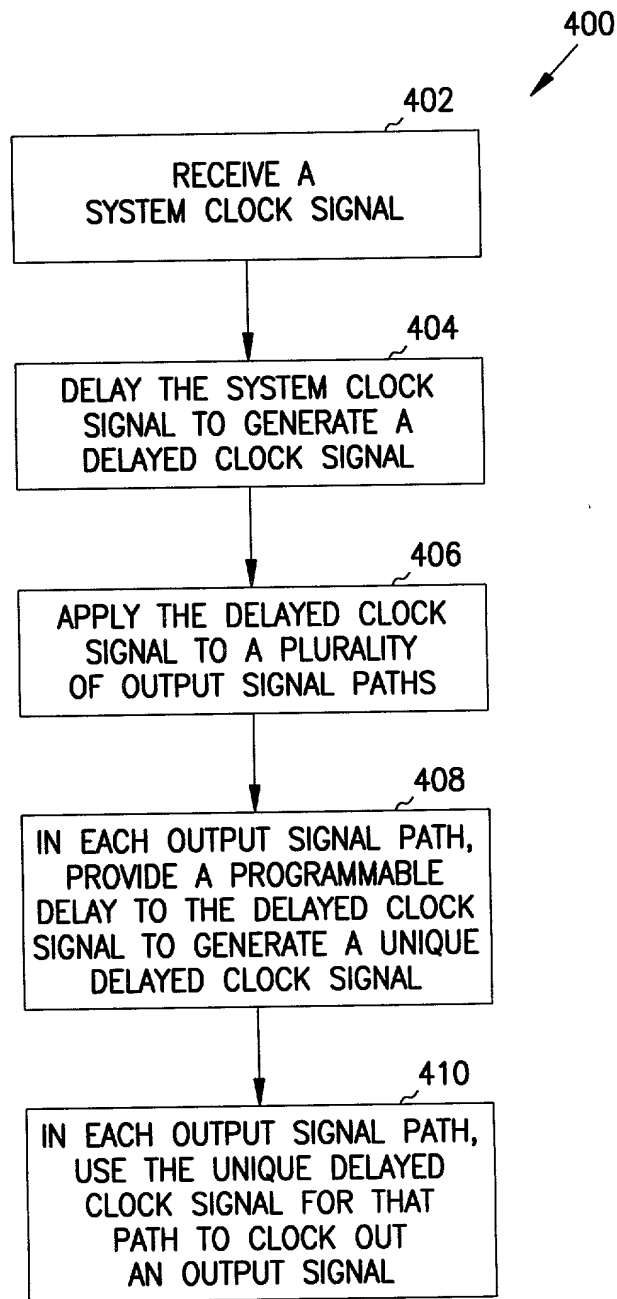 400
402
RECEIVE A
SYSTEM CLOCK SIGNAL
404
DELAY THE SYSTEM CLOCK
SIGNAL TO GENERATE A
DELAYED CLOCK SIGNAL
406
APPLY THE DELAYED CLOCK
SIGNAL TO A PLURALITY
OF OUTPUT SIGNAL PATHS
408
IN EACH OUTPUT SIGNAL PATH,
PROVIDE A PROGRAMMABLE
DELAY TO THE DELAYED CLOCK
SIGNAL TO GENERATE A UNIQUE
DELAYED CLOCK SIGNAL
410
IN EACH OUTPUT SIGNAL PATH,
USE THE UNIQUE DELAYED
CLOCK SIGNAL FOR THAT
PATH TO CLOCK OUT
AN OUTPUT SIGNAL